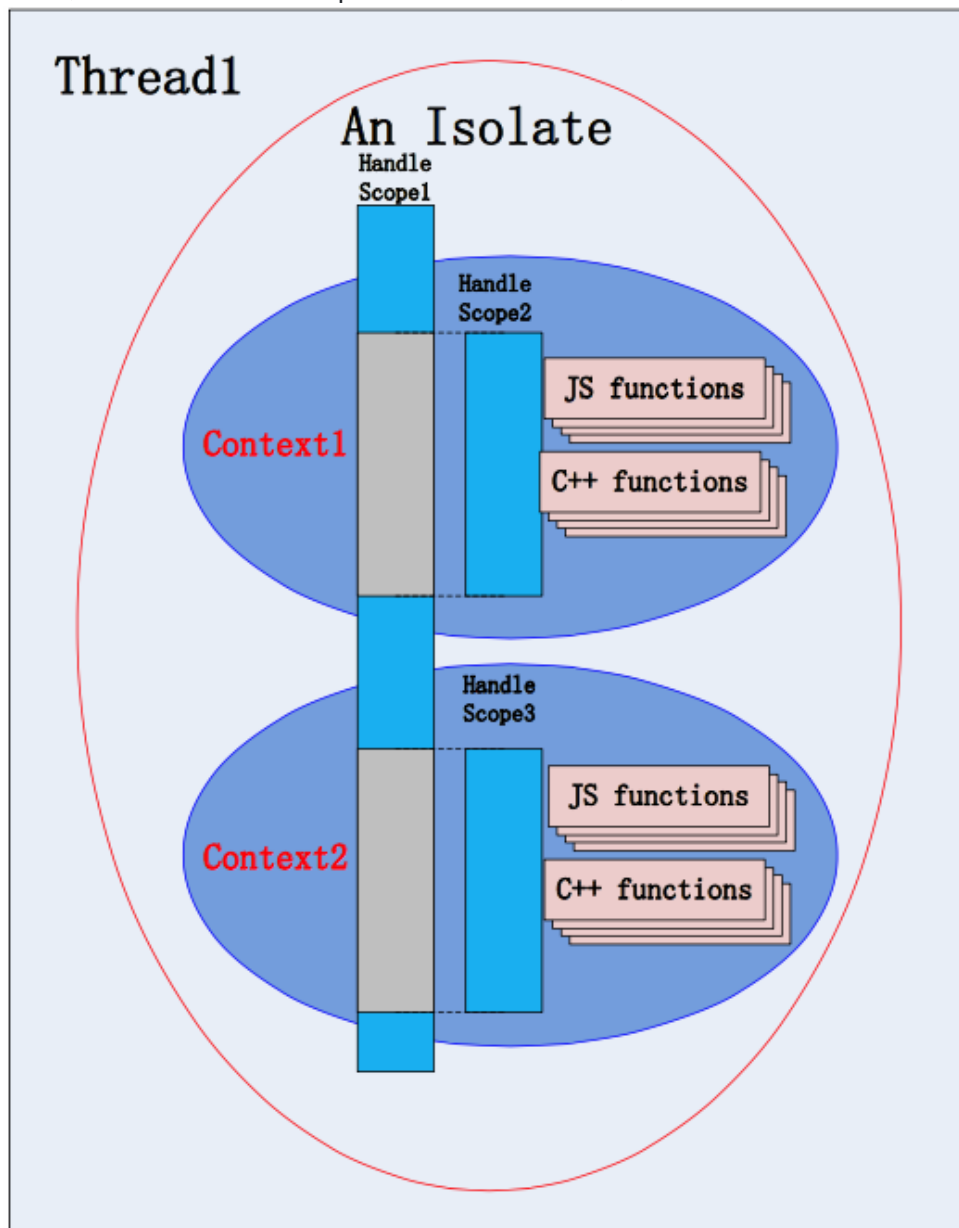 Thread1
An Isolate
Handle
Scope1
Handle
Scope2
JS functions
Context1
C++ functions
Handle
Scope3
JS functions
Context2
C++ functions